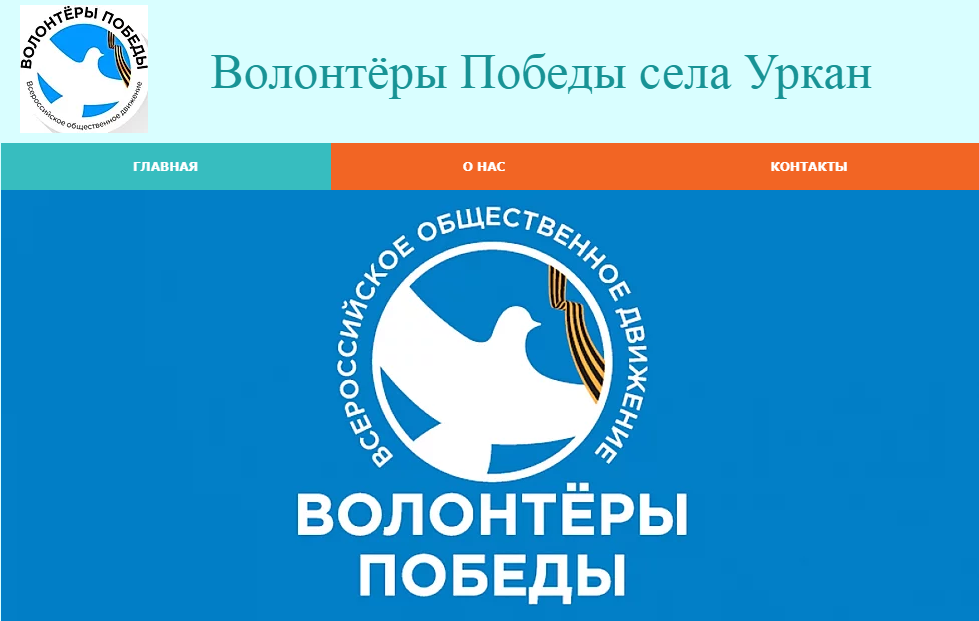 ВОЛОНТЁРЫ ПОБЕДЫ
Всероссийское общественное движение
Волонтёры Победы села Уркан
ГЛАВНАЯ
О НАС
КОНТАКТЫ
ВСЕРОССИЙСКОЕ ОБЩЕСТВЕННОЕ ДВИЖЕНИЕ
ВОЛОНТЁРЫ
ПОБЕДЫ